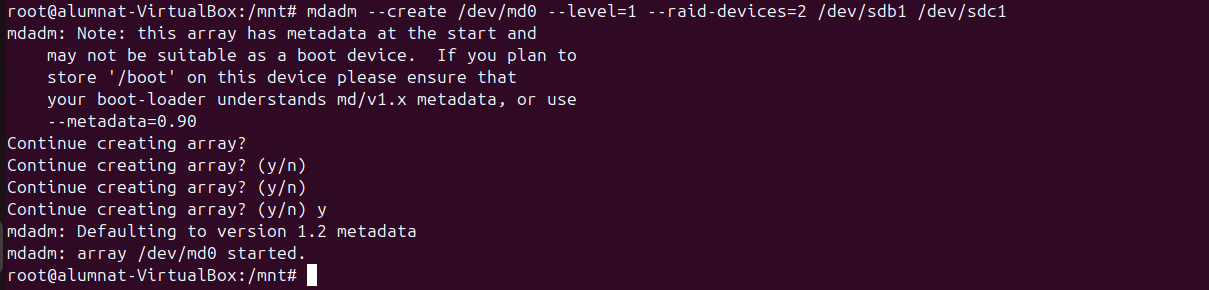 root@alumnat-VirtualBox:/mnt# mdadm --create /dev/md0 --level=1 --raid-devices=2 /dev/sdb1 /dev/sdc1
mdadm: Note: this array has metadata at the start and
    may not be suitable as a boot device.  If you plan to
    store '/boot' on this device please ensure that
    your boot-loader understands md/v1.x metadata, or use
    --metadata=0.90
Continue creating array?
Continue creating array? (y/n)
Continue creating array? (y/n)
Continue creating array? (y/n) y
mdadm: Defaulting to version 1.2 metadata
mdadm: array /dev/md0 started.
root@alumnat-VirtualBox:/mnt#